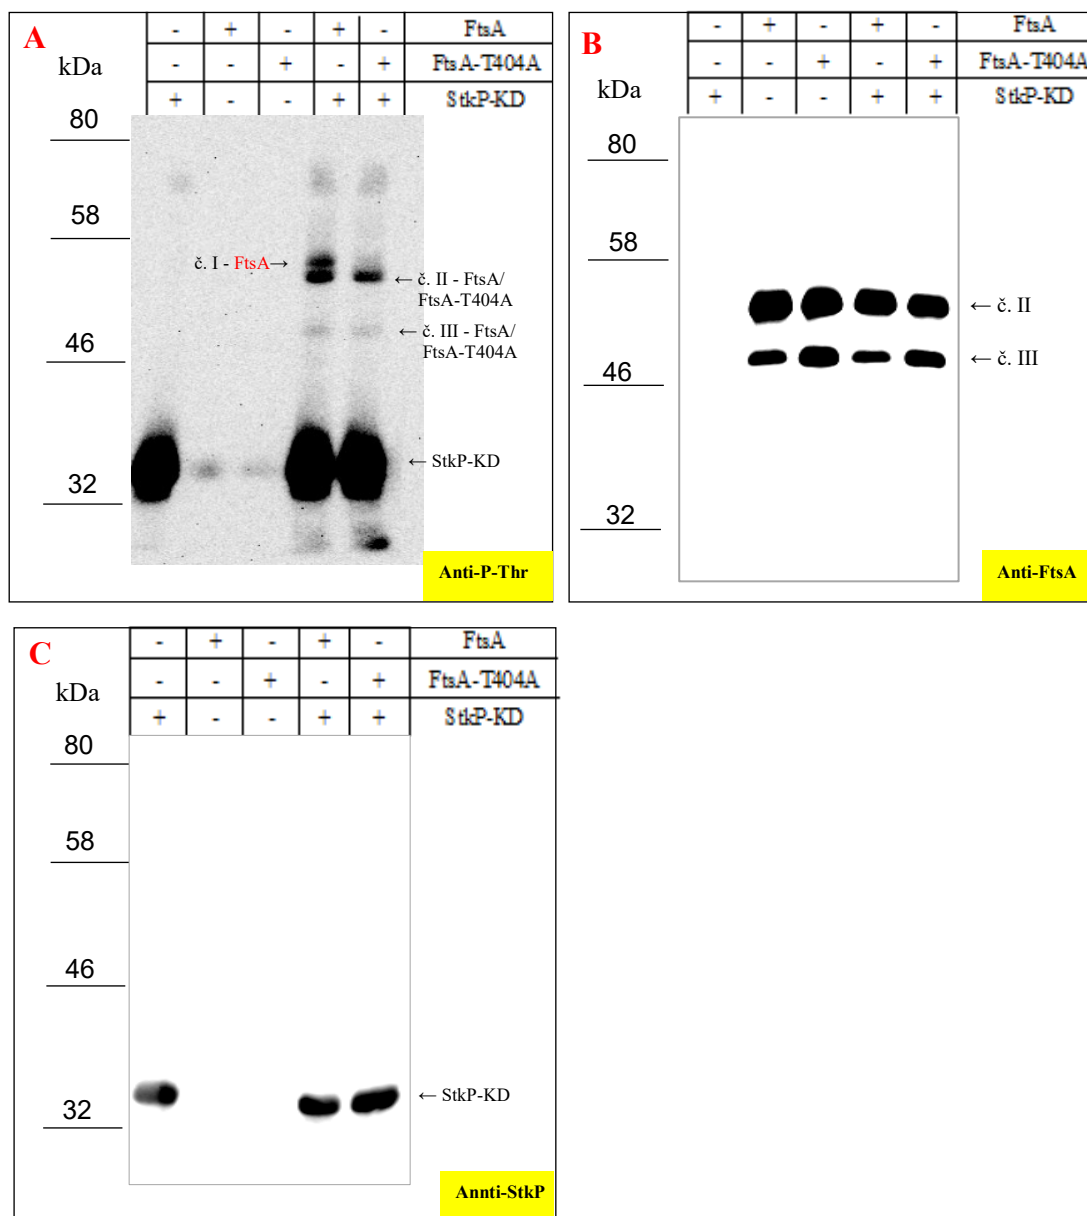 A
- + - + - FtsA
- - + - + FtsA-T404A
+ - - + + StkP-KD
kDa
80
58
č. I - FtsA→
← č. II - FtsA/
FtsA-T404A
← č. III - FtsA/
FtsA-T404A
46
← StkP-KD
32
Anti-P-Thr
B
- + - + - FtsA
- - + - + FtsA-T404A
+ - - + + StkP-KD
kDa
80
58
← č. II
← č. III
46
32
Anti-FtsA
C
- + - + - FtsA
- - + - + FtsA-T404A
+ - - + + StkP-KD
kDa
80
58
46
← StkP-KD
32
Annti-StkP